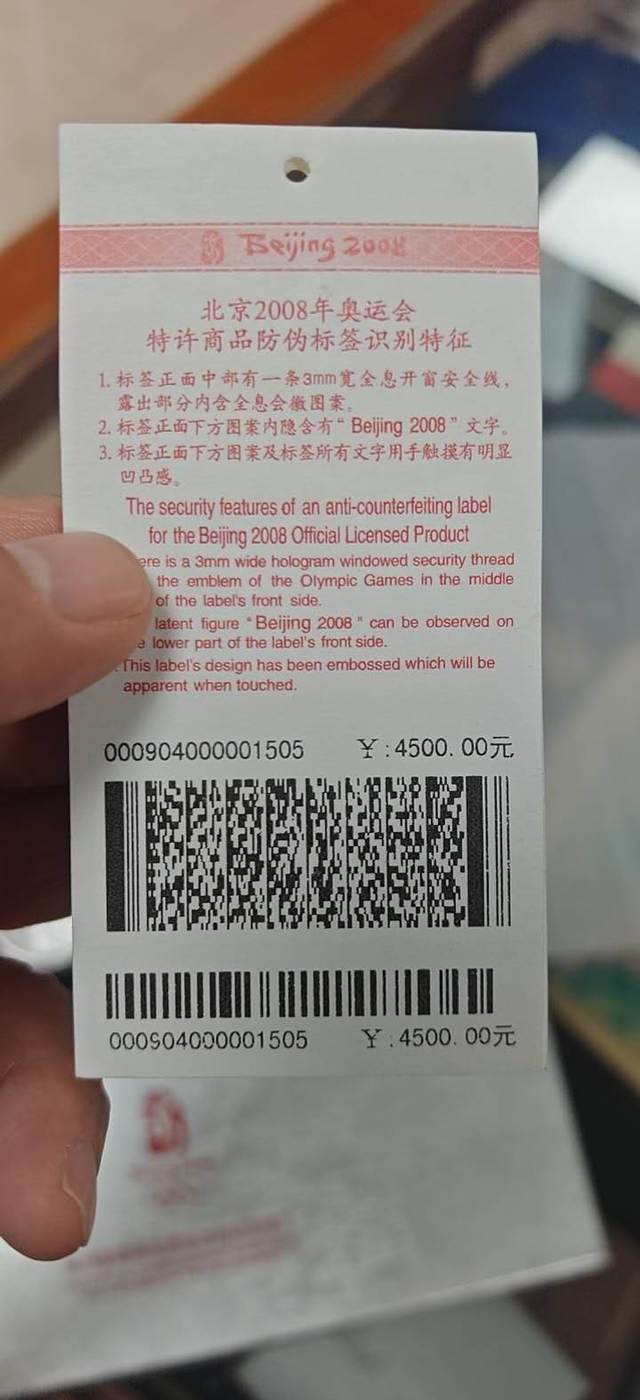 Beijing 2008
北京2008年奥运会
特许商品防伪标签识别特征
1. 标签正面中部有一条3mm宽全息开窗安全线，
露出部分内含全息会徽图案。
2. 标签正面下方图案内隐含有“ Beijing 2008 ” 文字。
3. 标签正面下方图案及标签所有文字用手触摸有明显
凹凸感。
The security features of an anti-counterfeiting label
for the Beijing 2008 Official Licensed Product
is a 3mm wide hologram windowed security thread
the emblem of the Olympic Games in the middle
of the label's front side.
latent figure “ Beijing 2008 ” can be observed on
lower part of the label's front side.
This label's design has been embossed which will be
apparent when touched.
000904000001505 ￥:4500.00元
000904000001505 ￥:4500.00元